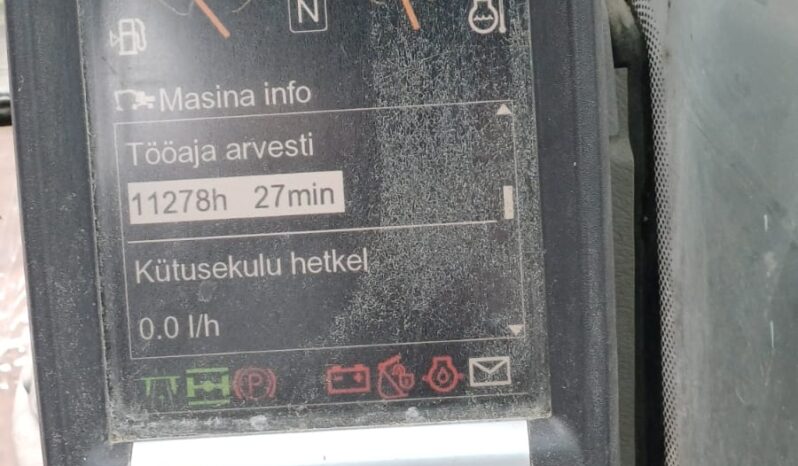 N
Masina info
Tööaja arvesti
11278h 27min
Kütusekulu hetkel
0.0 l/h
P